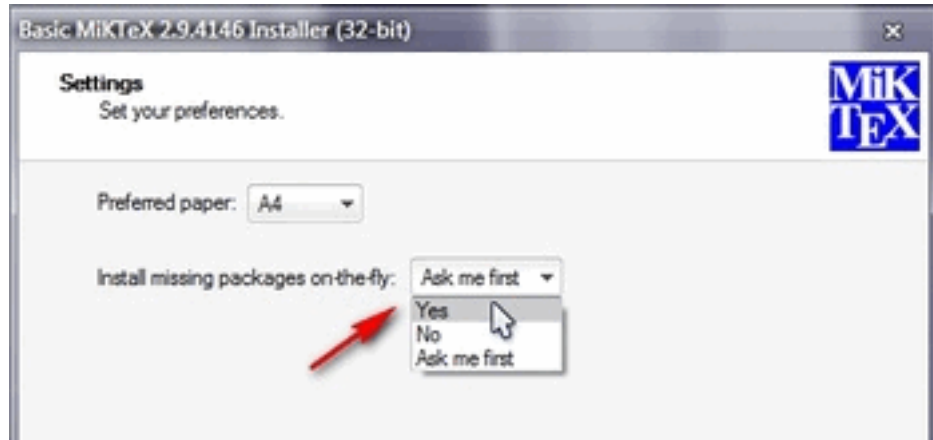 Basic MiKTeX 2.9.4146 Installer (32-bit)
Settings
Set your preferences.
MiK
TEX
Preferred paper: A4
Install missing packages on-the-fly: Ask me first
Yes
No
Ask me first